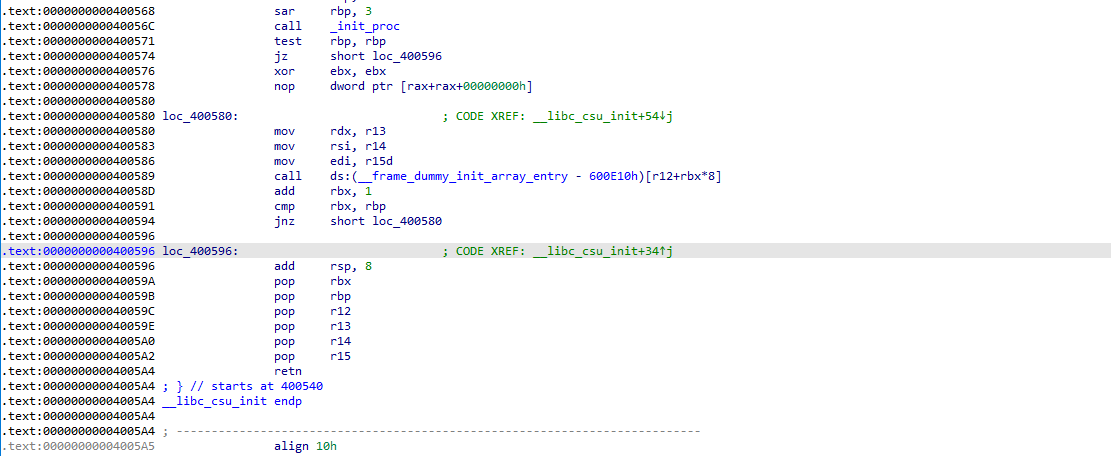 .text:0000000000400568 sar rbp, 3
.text:000000000040056C call _init_proc
.text:0000000000400571 test rbp, rbp
.text:0000000000400574 jz short loc_400596
.text:0000000000400576 xor ebx, ebx
.text:0000000000400578 nop dword ptr [rax+rax+00000000h]
.text:0000000000400580
.text:0000000000400580 loc_400580: ; CODE XREF: __libc_csu_init+54↓j
.text:0000000000400580 mov rdx, r13
.text:0000000000400583 mov rsi, r14
.text:0000000000400586 mov edi, r15d
.text:0000000000400589 call ds:(__frame_dummy_init_array_entry - 600E10h)[r12+rbx*8]
.text:000000000040058D add rbx, 1
.text:0000000000400591 cmp rbx, rbp
.text:0000000000400594 jnz short loc_400580
.text:0000000000400596
.text:0000000000400596 loc_400596: ; CODE XREF: __libc_csu_init+34↑j
.text:0000000000400596 add rsp, 8
.text:000000000040059A pop rbx
.text:000000000040059B pop rbp
.text:000000000040059C pop r12
.text:000000000040059E pop r13
.text:00000000004005A0 pop r14
.text:00000000004005A2 pop r15
.text:00000000004005A4 retn
.text:00000000004005A4 ; } // starts at 400540
.text:00000000004005A4 __libc_csu_init endp
.text:00000000004005A4
.text:00000000004005A4 ; ---------------------------------------------------------------------------
.text:00000000004005A5 align 10h